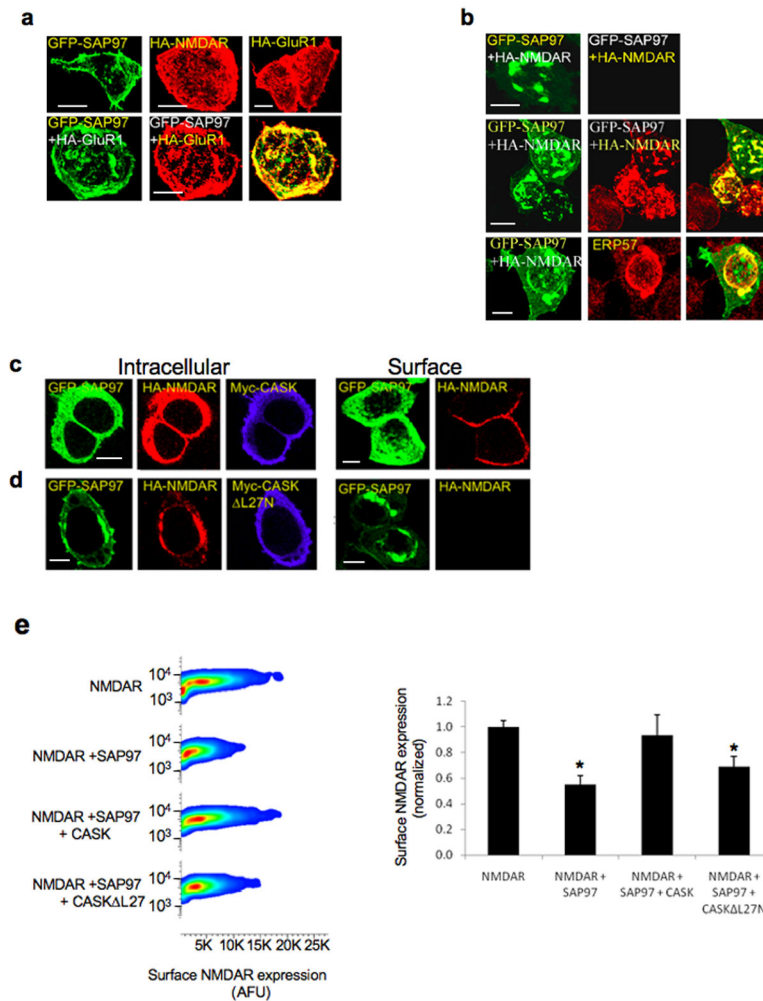 a
GFP-SAP97 HA-NMDAR HA-GluR1
GFP-SAP97 GFP-SAP97
+HA-GluR1 +HA-GluR1
b
GFP-SAP97 GFP-SAP97
+HA-NMDAR +HA-NMDAR
GFP-SAP97 GFP-SAP97
+HA-NMDAR +HA-NMDAR
GFP-SAP97 ERP57
+HA-NMDAR
Intracellular Surface
c
GFP-SAP97 HA-NMDAR Myc-CASK GFP-SAP97 HA-NMDAR
d
GFP-SAP97 HA-NMDAR Myc-CASK GFP-SAP97 HA-NMDAR
ΔL27N
e
NMDAR
10⁴
10³
NMDAR +SAP97
10⁴
10³
NMDAR +SAP97
+ CASK
10⁴
10³
NMDAR +SAP97
+ CASKΔL27
10⁴
10³
5K 10K 15K 20K 25K
Surface NMDAR expression
(AFU)
Surface NMDAR expression
(normalized)
1.2
1.0
0.8
0.6
0.4
0.2
0.0
* *
NMDAR
NMDAR +
SAP97
NMDAR +
SAP97 + CASK
NMDAR +
SAP97 +
CASKΔL27N